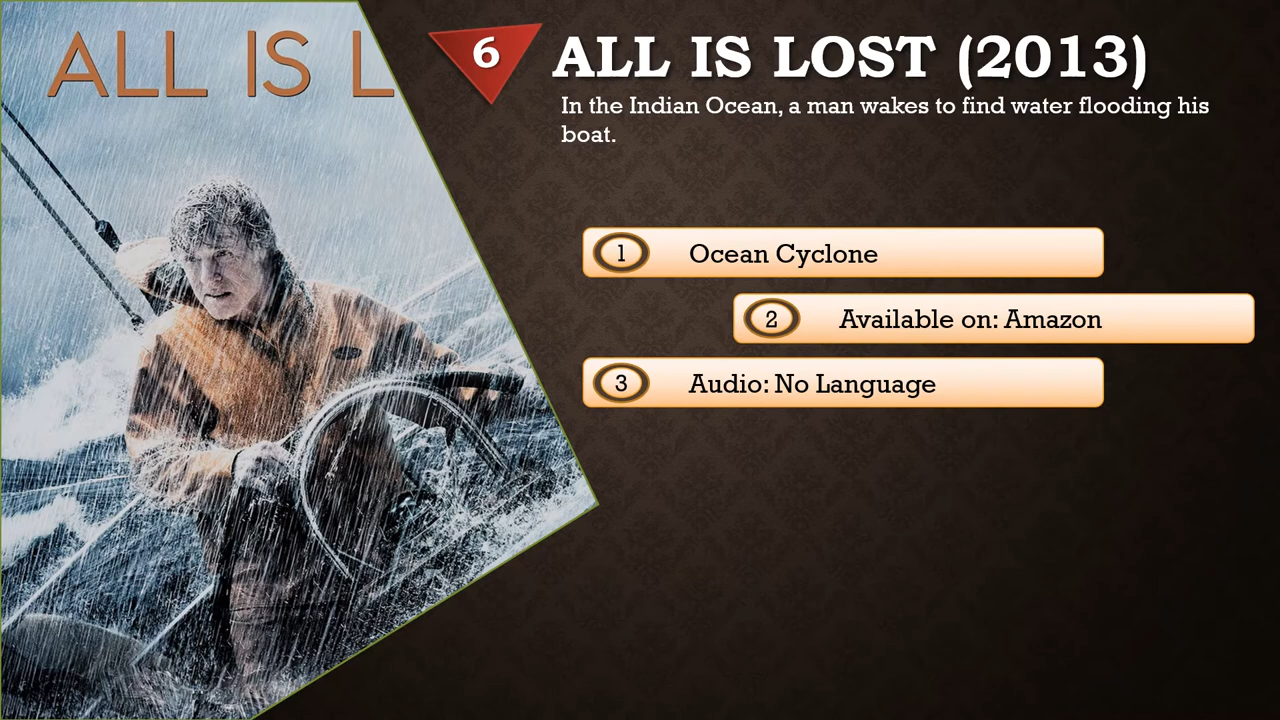 ALL IS L
6
ALL IS LOST (2013)
In the Indian Ocean, a man wakes to find water flooding his
boat.
1 Ocean Cyclone
2 Available on: Amazon
3 Audio: No Language